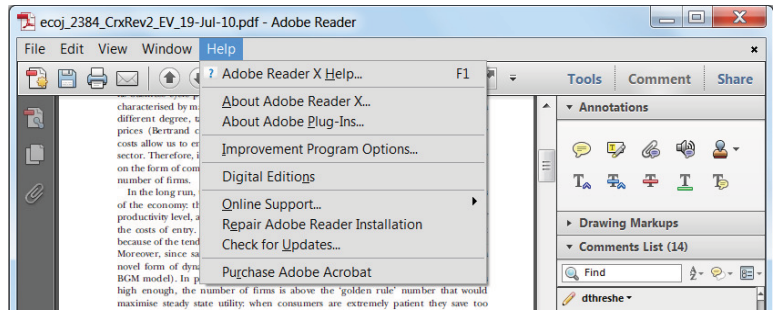 ecoj_2384_CrxRev2_EV_19-Jul-10.pdf - Adobe Reader
File Edit View Window Help
Tools Comment Share
? Adobe Reader X Help... F1
About Adobe Reader X...
About Adobe Plug-Ins...
Improvement Program Options...
Digital Editions
Online Support...
Repair Adobe Reader Installation
Check for Updates...
Purchase Adobe Acrobat
characterised by
different degree,
prices (Bertrand
costs allow us to
sector. Therefore,
on the form of com
number of firms.
In the long run,
of the economy: th
productivity level, a
the costs of entry.
because of the tend
Moreover, since sa
novel form of dyna
BGM model). In p
high enough, the number of firms is above the 'golden rule' number that would
maximise steady state utility: when consumers are extremely patient they save too
Annotations
Drawing Markups
Comments List (14)
Find
dthreshe